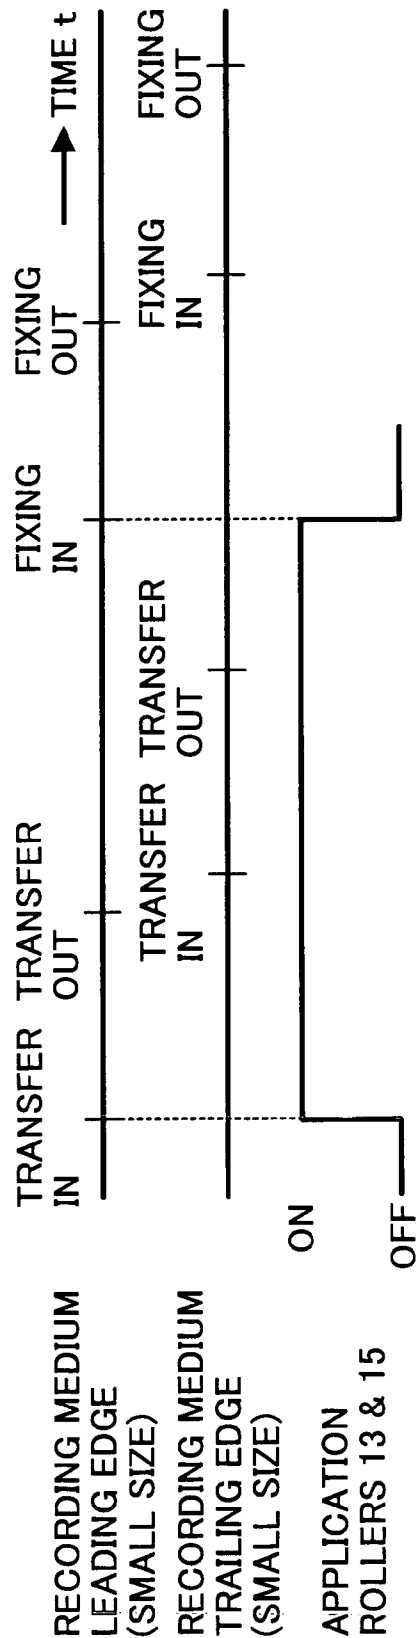 TRANSFER TRANSFER FIXING FIXING
IN OUT IN OUT TIME t
RECORDING MEDIUM
LEADING EDGE
(SMALL SIZE)
TRANSFER TRANSFER FIXING FIXING
IN OUT IN OUT
RECORDING MEDIUM
TRAILING EDGE
(SMALL SIZE)
ON
OFF
APPLICATION
ROLLERS 13 & 15